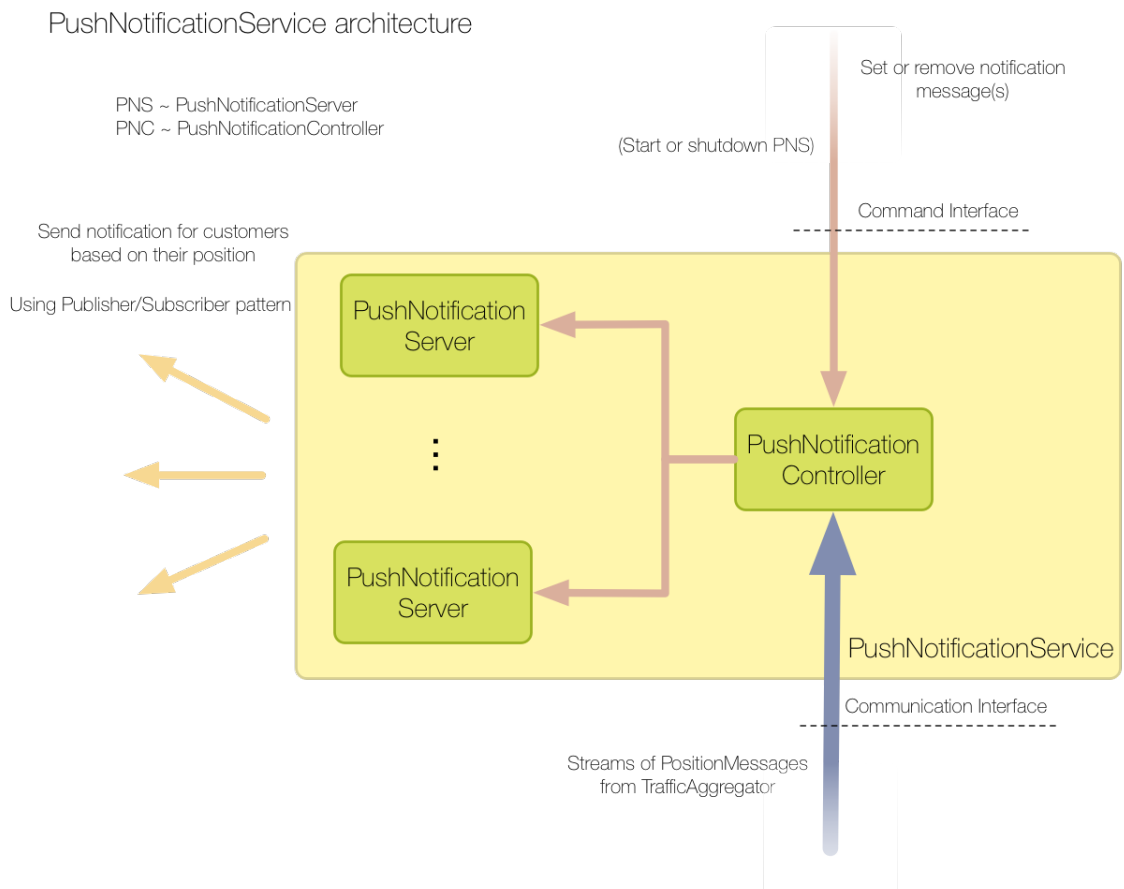 PushNotificationService architecture
PNS ~ PushNotificationServer
PNC ~ PushNotificationController
Set or remove notification
message(s)
(Start or shutdown PNS)
Command Interface
Send notification for customers
based on their position
Using Publisher/Subscriber pattern
PushNotification
Server
PushNotification
Controller
PushNotification
Server
PushNotificationService
Communication Interface
Streams of PositionMessages
from TrafficAggregator